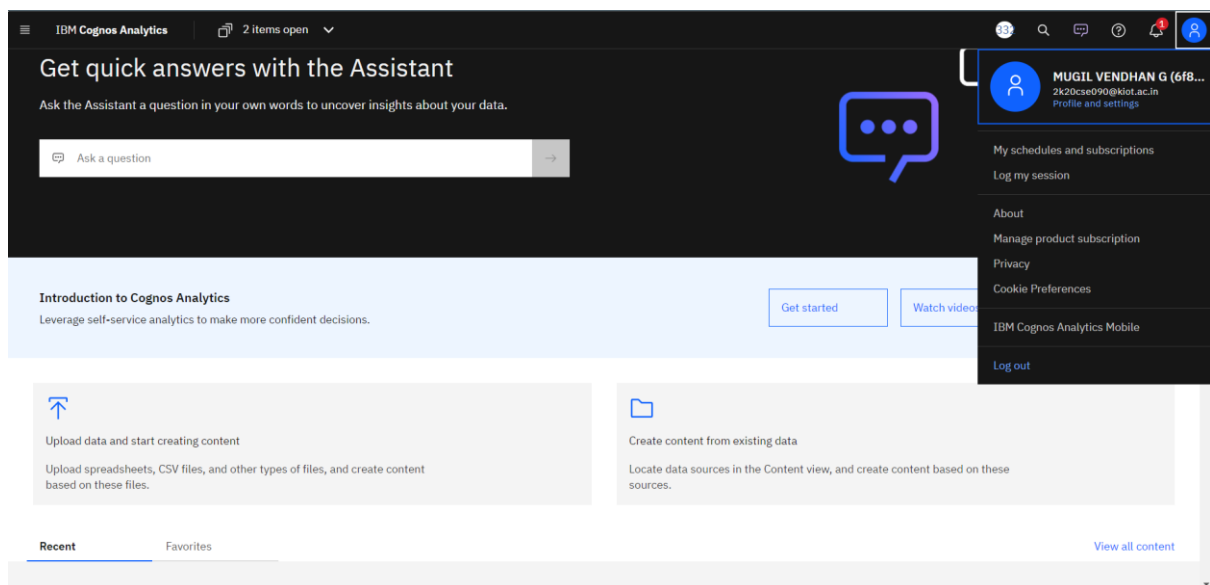 IBM Cognos Analytics
2 items open
1
Get quick answers with the Assistant
Ask the Assistant a question in your own words to uncover insights about your data.
Ask a question
MUGIL VENDHAN G (6f8...
2k20cse090@kiot.ac.in
Profile and settings
My schedules and subscriptions
Log my session
About
Manage product subscription
Privacy
Cookie Preferences
IBM Cognos Analytics Mobile
Log out
Introduction to Cognos Analytics
Leverage self-service analytics to make more confident decisions.
Get started
Watch videos
Upload data and start creating content
Upload spreadsheets, CSV files, and other types of files, and create content
based on these files.
Create content from existing data
Locate data sources in the Content view, and create content based on these
sources.
Recent
Favorites
View all content